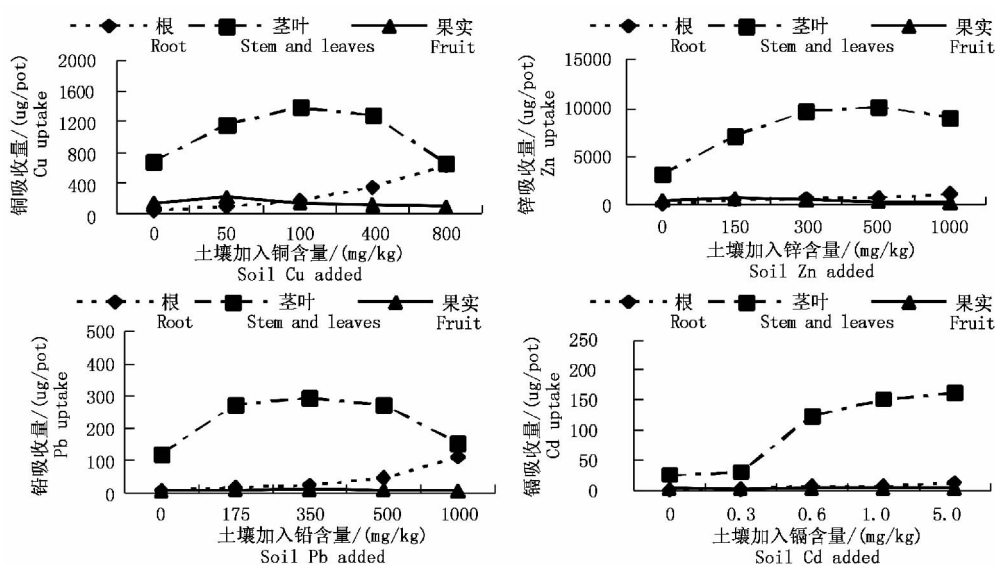 根 茎叶 果实
Root Stem and leaves Fruit
铜吸收量/(ug/pot)
Cu uptake
2000
1600
1200
800
400
0
0 50 100 400 800
土壤加入铜含量/(mg/kg)
Soil Cu added
根 茎叶 果实
Root Stem and leaves Fruit
锌吸收量/(ug/pot)
Zn uptake
15000
10000
5000
0
0 150 300 500 1000
土壤加入锌含量/(mg/kg)
Soil Zn added
根 茎叶 果实
Root Stem and leaves Fruit
铅吸收量/(ug/pot)
Pb uptake
500
400
300
200
100
0
0 175 350 500 1000
土壤加入铅含量/(mg/kg)
Soil Pb added
根 茎叶 果实
Root Stem and leaves Fruit
镉吸收量/(ug/pot)
Cd uptake
250
200
150
100
50
0
0 0.3 0.6 1.0 5.0
土壤加入镉含量/(mg/kg)
Soil Cd added